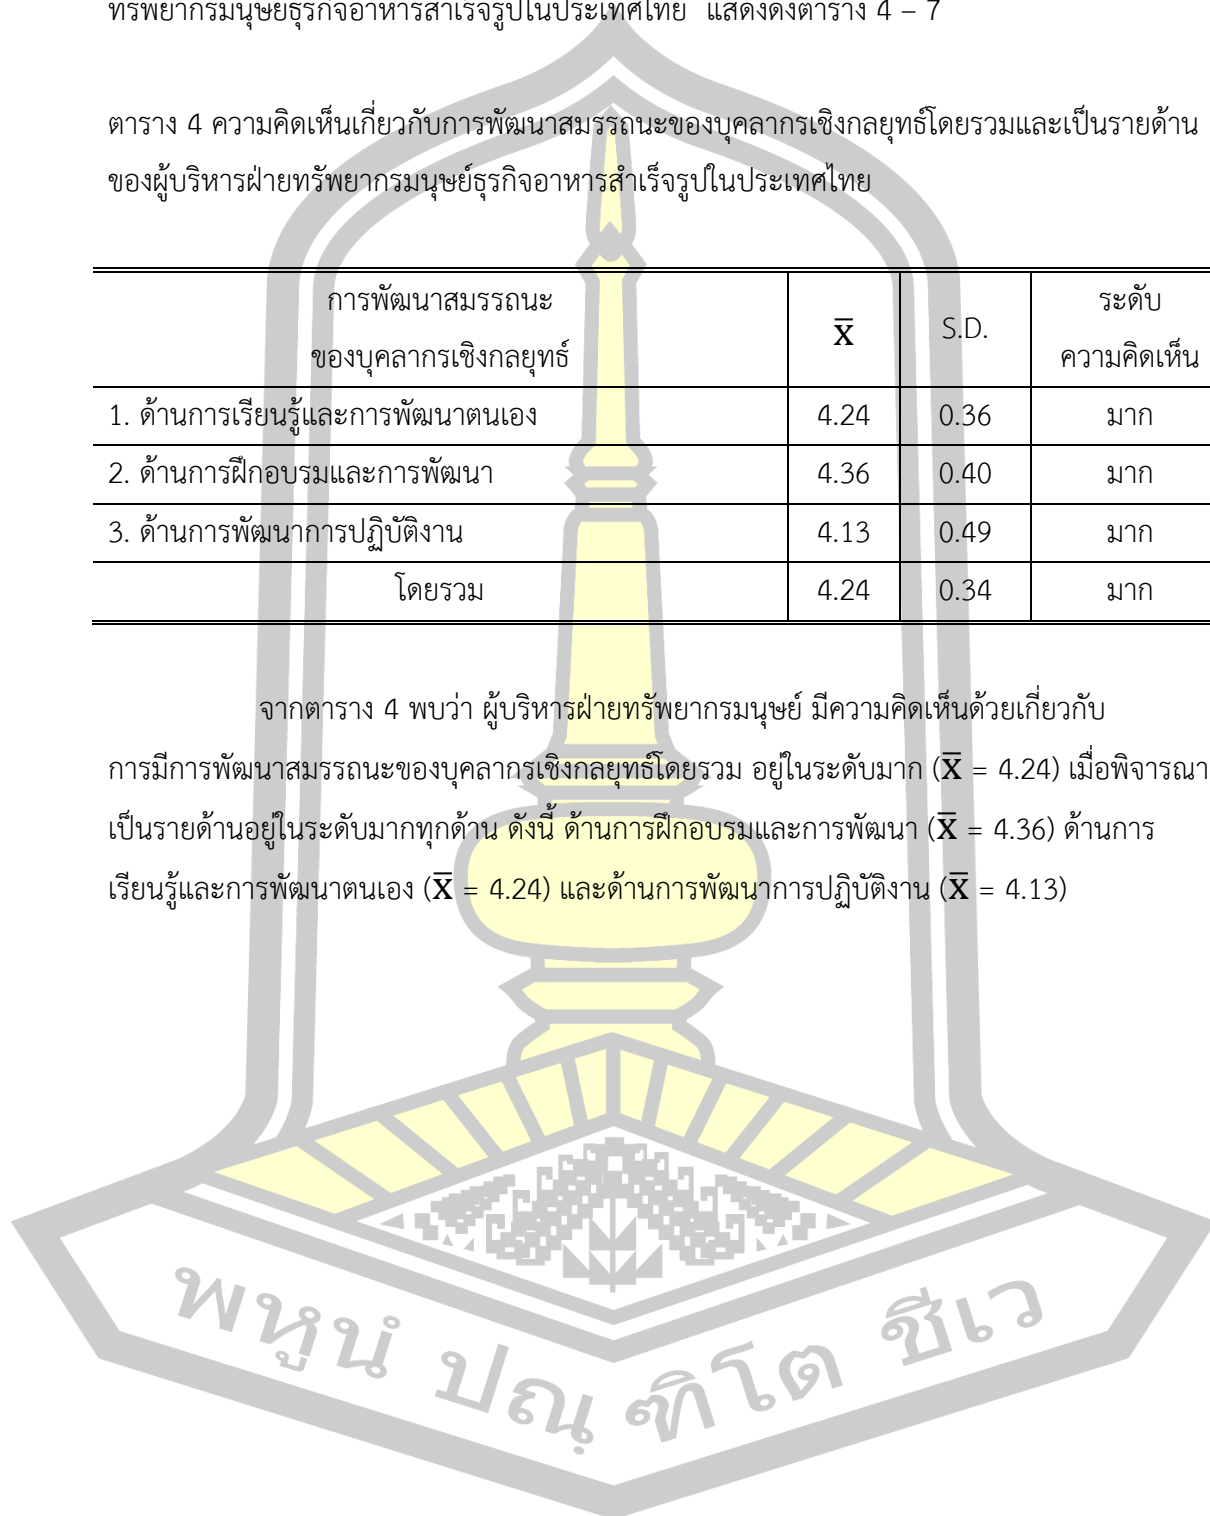 ทรัพยากรมนุษย์ธุรกิจอาหารสำเร็จรูปในประเทศไทย แสดงดังตาราง 4 – 7
ตาราง 4 ความคิดเห็นเกี่ยวกับการพัฒนาสมรรถนะของบุคลากรเชิงกลยุทธ์โดยรวมและเป็นรายด้าน
ของผู้บริหารฝ่ายทรัพยากรมนุษย์ธุรกิจอาหารสำเร็จรูปในประเทศไทย
การพัฒนาสมรรถนะ
ของบุคลากรเชิงกลยุทธ์ X̅ S.D. ระดับ
ความคิดเห็น
1. ด้านการเรียนรู้และการพัฒนาตนเอง 4.24 0.36 มาก
2. ด้านการฝึกอบรมและการพัฒนา 4.36 0.40 มาก
3. ด้านการพัฒนาการปฏิบัติงาน 4.13 0.49 มาก
โดยรวม 4.24 0.34 มาก
จากตาราง 4 พบว่า ผู้บริหารฝ่ายทรัพยากรมนุษย์ มีความคิดเห็นด้วยเกี่ยวกับ
การมีการพัฒนาสมรรถนะของบุคลากรเชิงกลยุทธ์โดยรวม อยู่ในระดับมาก (X̅ = 4.24) เมื่อพิจารณา
เป็นรายด้านอยู่ในระดับมากทุกด้าน ดังนี้ ด้านการฝึกอบรมและการพัฒนา (X̅ = 4.36) ด้านการ
เรียนรู้และการพัฒนาตนเอง (X̅ = 4.24) และด้านการพัฒนาการปฏิบัติงาน (X̅ = 4.13)
พหูนํ ปณฺฑิโต ชีเว